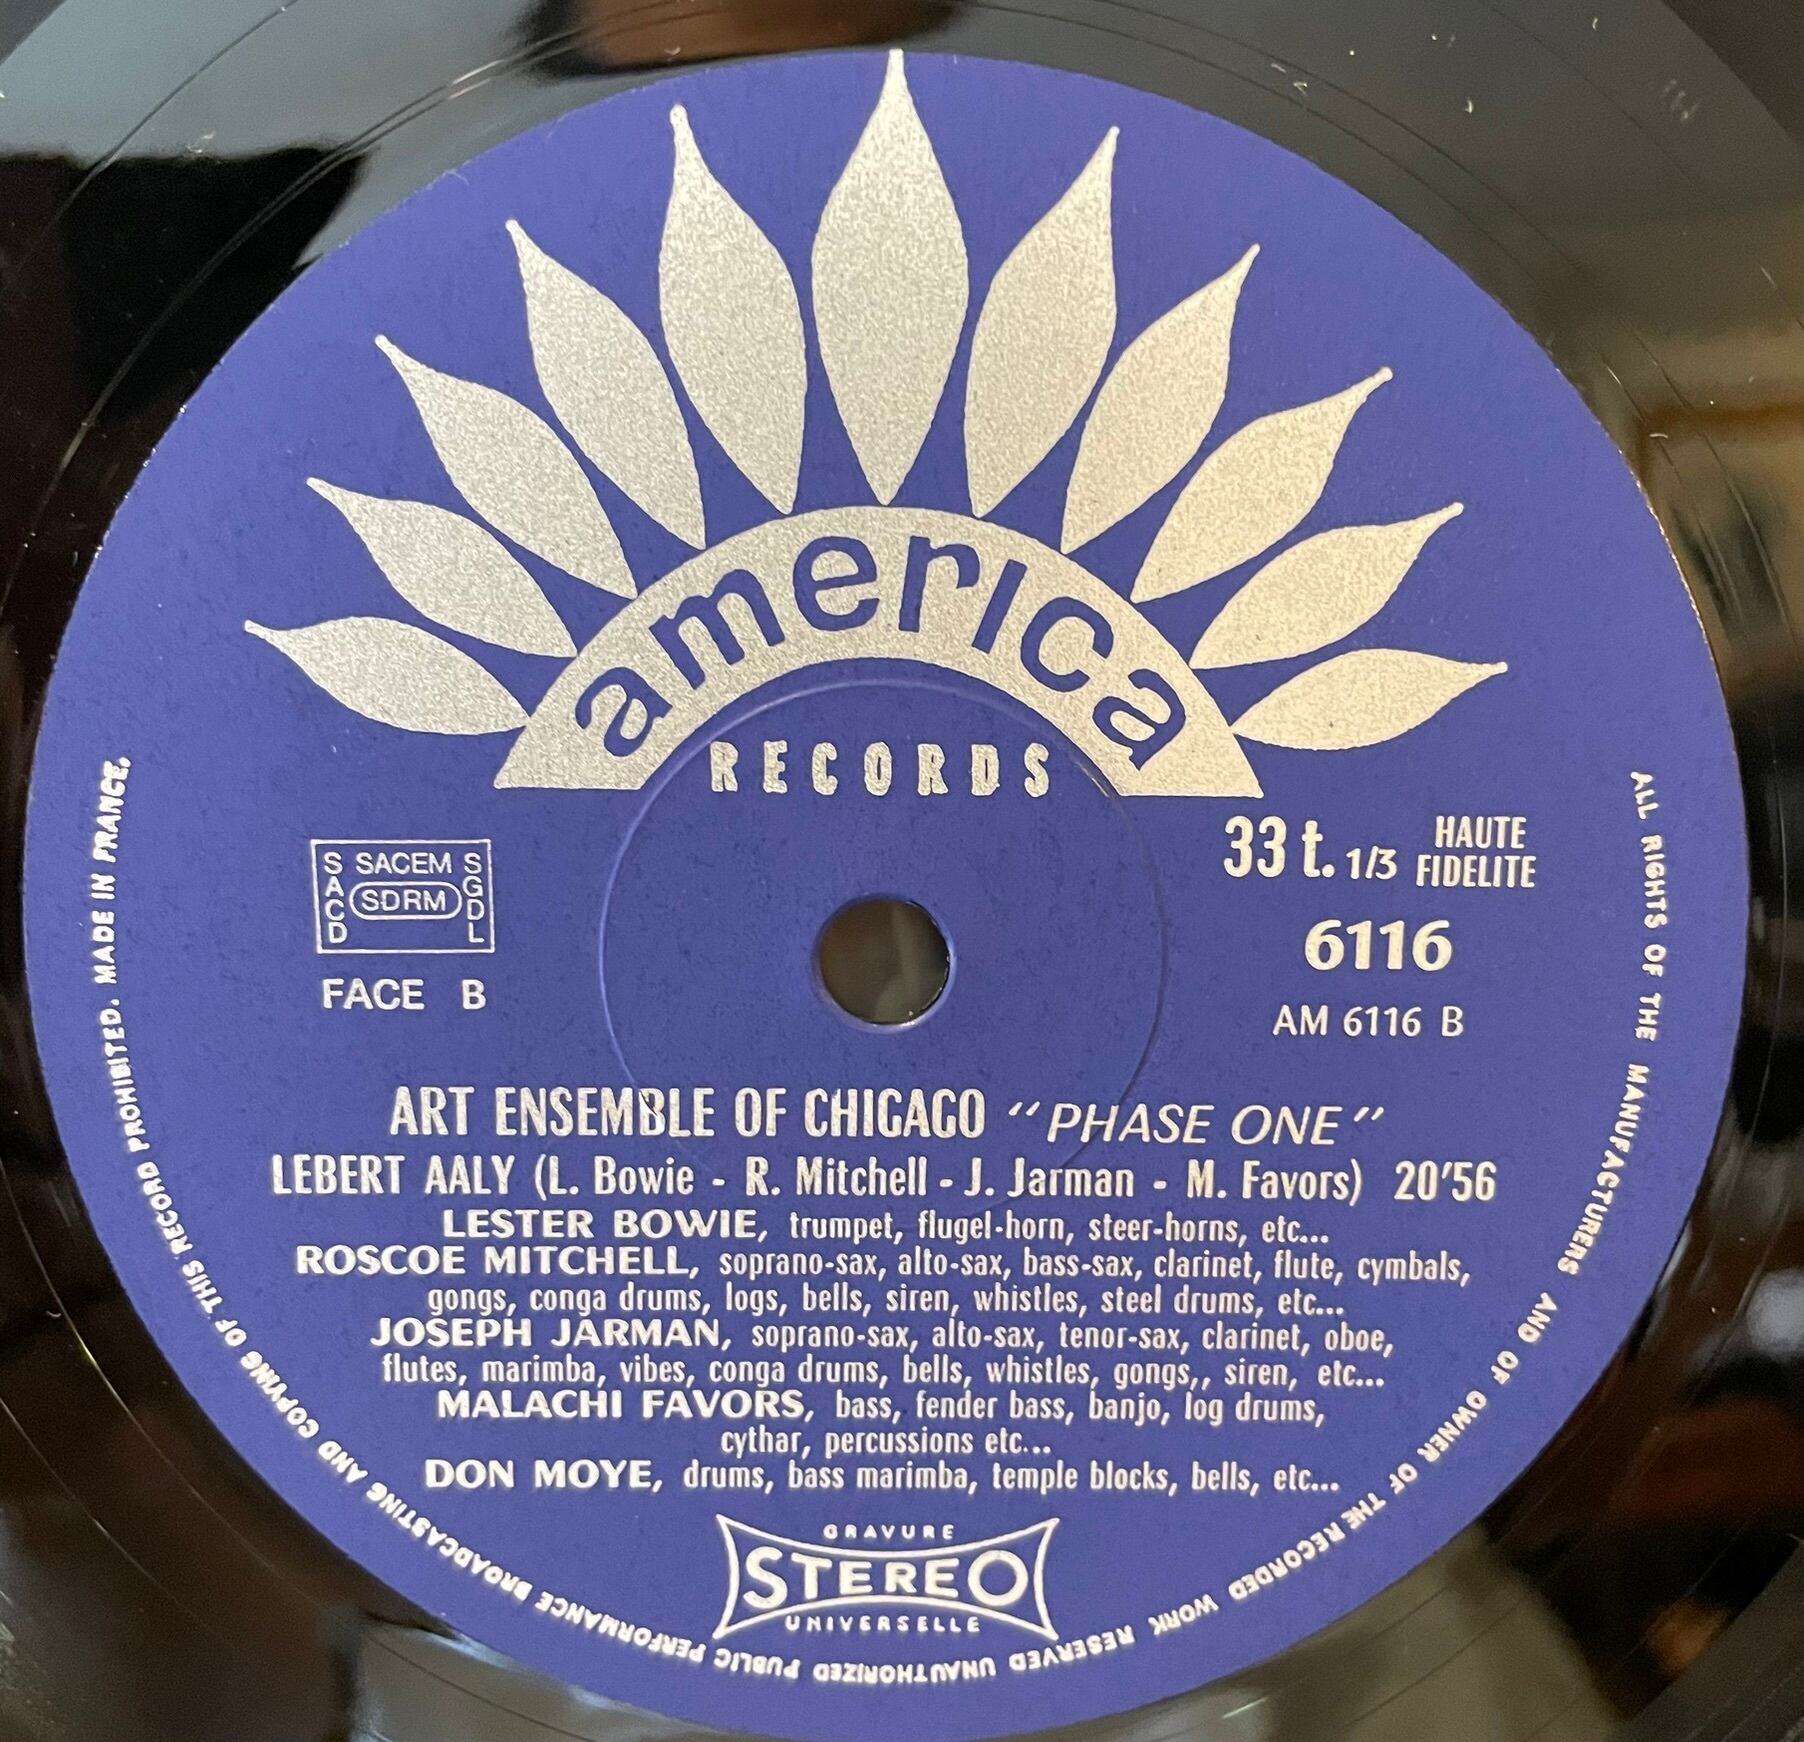 america
RECORDS
SACD SACEM SGDL
SDRM
FACE B
33 t. 1/3 HAUTE FIDELITE
6116
AM 6116 B
ART ENSEMBLE OF CHICAGO "PHASE ONE"
LEBERT AALY (L. Bowie - R. Mitchell - J. Jarman - M. Favors) 20'56
LESTER BOWIE, trumpet, flugel-horn, steer-horns, etc...
ROSCOE MITCHELL, soprano-sax, alto-sax, bass-sax, clarinet, flute, cymbals,
gongs, conga drums, logs, bells, siren, whistles, steel drums, etc...
JOSEPH JARMAN, soprano-sax, alto-sax, tenor-sax, clarinet, oboe,
flutes, marimba, vibes, conga drums, bells, whistles, gongs,, siren, etc...
MALACHI FAVORS, bass, fender bass, banjo, log drums,
cythar, percussions etc...
DON MOYE, drums, bass marimba, temple blocks, bells, etc...
GRAVURE
STEREO
UNIVERSELLE
ALL RIGHTS OF THE MANUFACTURERS AND OF OWNER OF THE RECORDED WORK RESERVED UNAUTHORIZED PUBLIC PERFORMANCE BROADCASTING AND COPYING OF THIS RECORD PROHIBITED. MADE IN FRANCE.